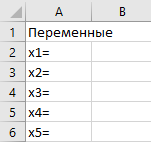 A B
1 Переменные
2 x1=
3 x2=
4 x3=
5 x4=
6 x5=